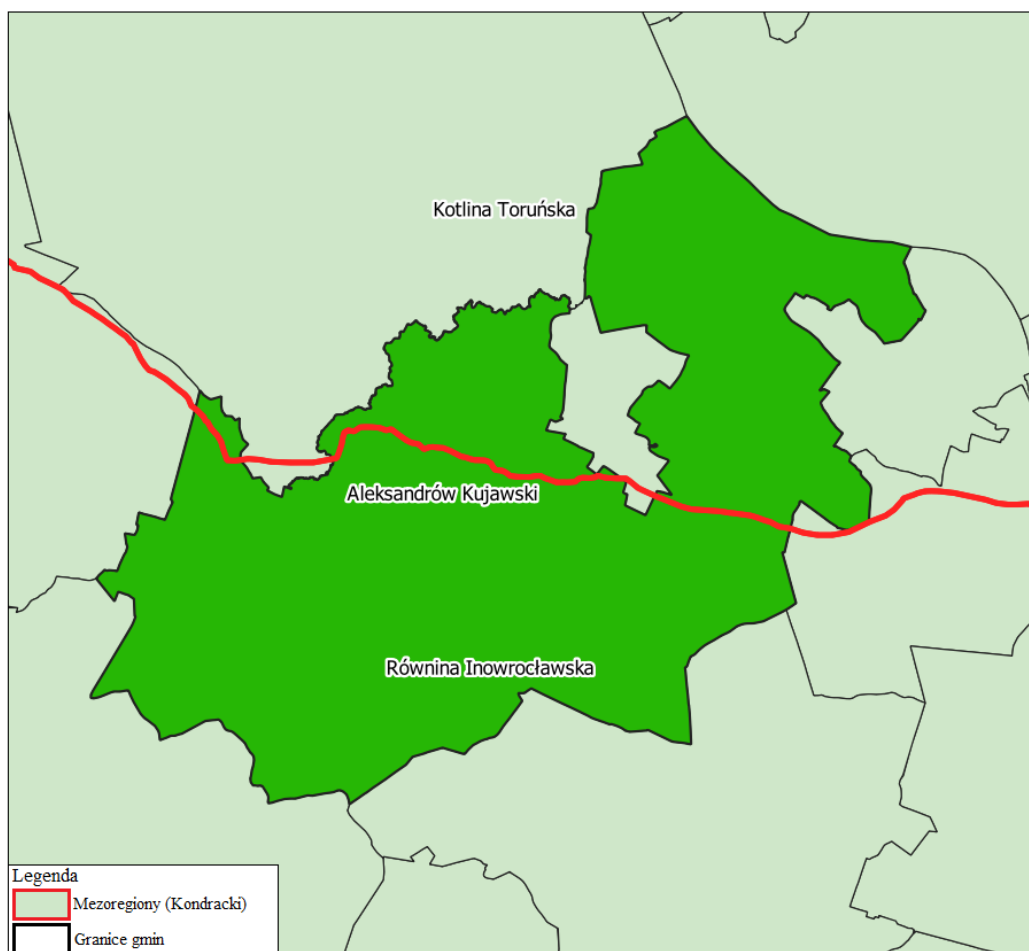 Kotlina Toruńska
Aleksandrów Kujawski
Równina Inowrocławska
Legenda
Mezoregiony (Kondracki)
Granice gmin